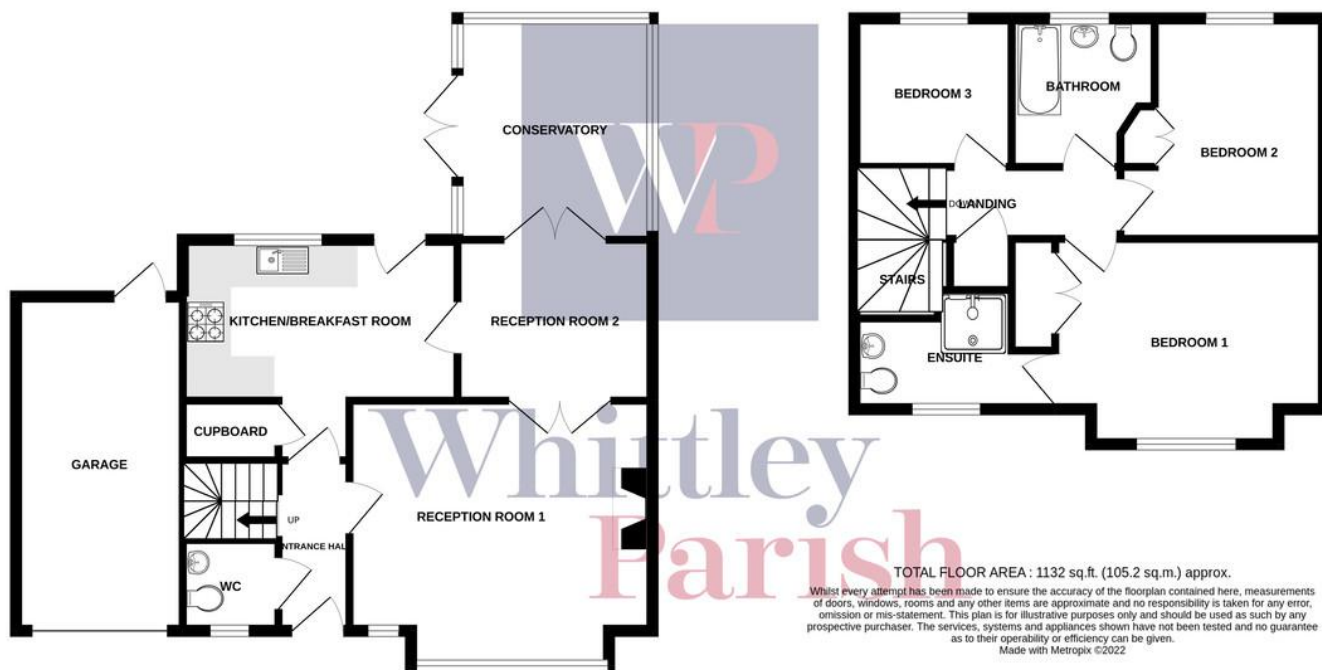 CONSERVATORY
WP
KITCHEN/BREAKFAST ROOM
RECEPTION ROOM 2
CUPBOARD
GARAGE
UP
RECEPTION ROOM 1
NTRANCE HAL
WC
Whittley
Parish
BEDROOM 3
BATHROOM
BEDROOM 2
DOW
LANDING
STAIRS
ENSUITE
BEDROOM 1
TOTAL FLOOR AREA : 1132 sq.ft. (105.2 sq.m.) approx.
Whilst every attempt has been made to ensure the accuracy of the floorplan contained here, measurements
of doors, windows, rooms and any other items are approximate and no responsibility is taken for any error,
omission or mis-statement. This plan is for illustrative purposes only and should be used as such by any
prospective purchaser. The services, systems and appliances shown have not been tested and no guarantee
as to their operability or efficiency can be given.
Made with Metropix ©2022